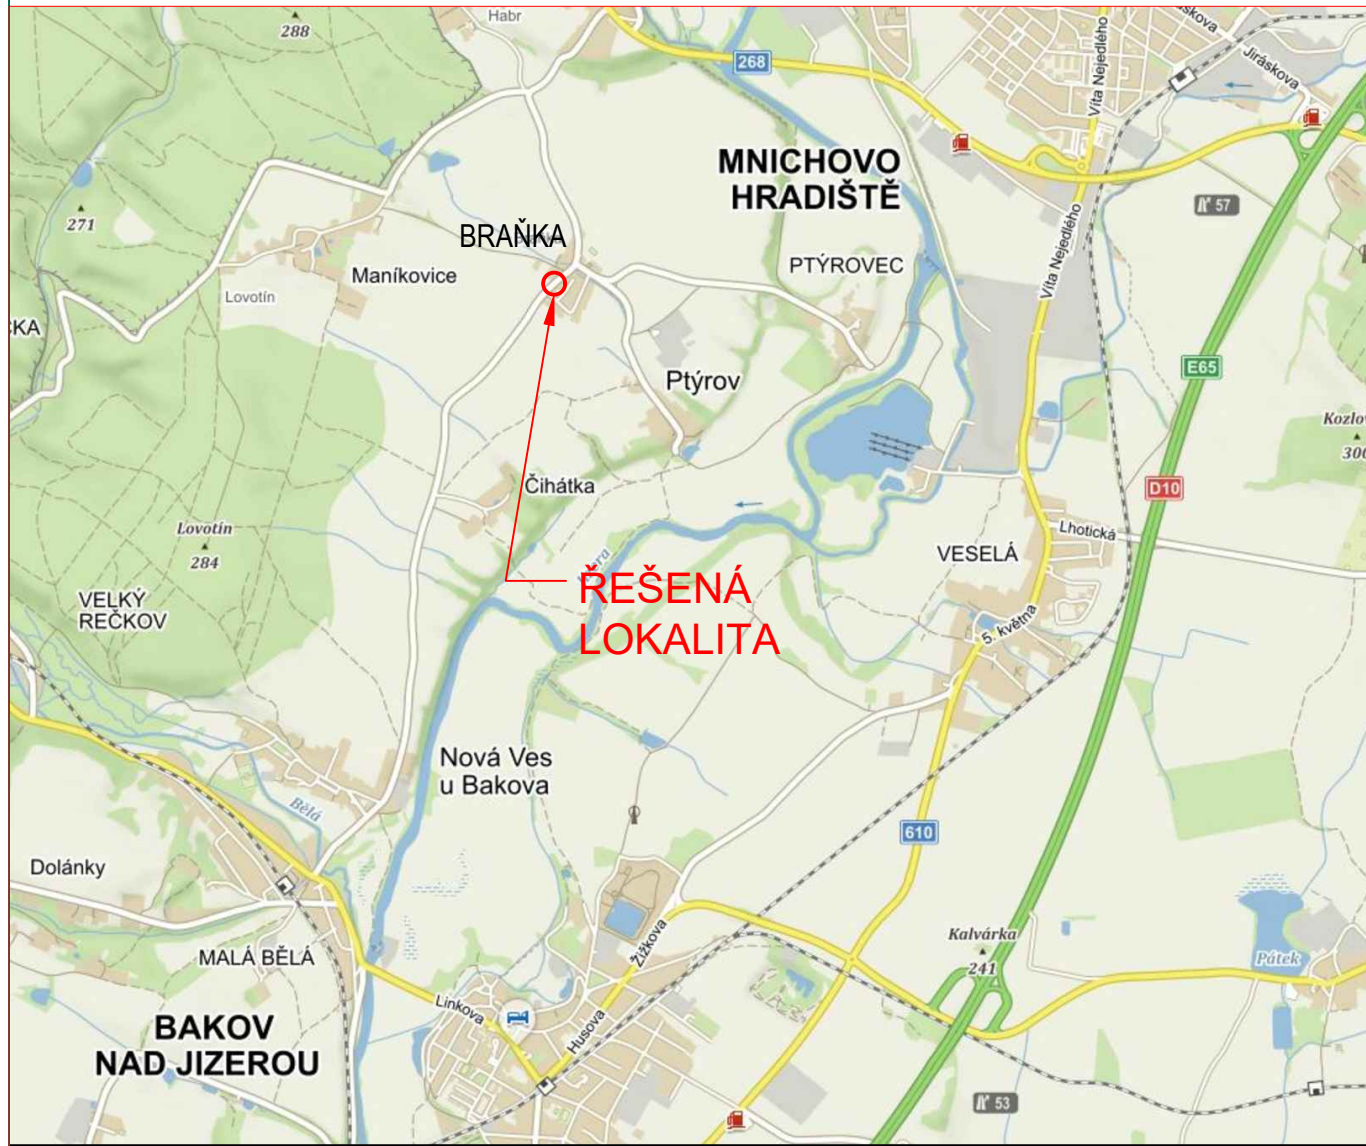 Habr
288
268
Jiráskova
Víta Nejedlého
MNICHOVO
HRADIŠTĚ
271
57
BRAŇKA
Víta Nejedlého
PTÝROVEC
Maníkovice
Lovotín
KA
E65
Ptýrov
Kozlov
300
Čihátka
D10
Lovotín
284
Lhotická
VESELÁ
VELKÝ
REČKOV
ŘEŠENÁ
LOKALITA
5. května
Nová Ves
u Bakova
Bělá
610
Dolánky
Žižkova
Kalvárka
241
MALÁ BĚLÁ
Pátek
Linkova
BAKOV
NAD JIZEROU
Husova
53